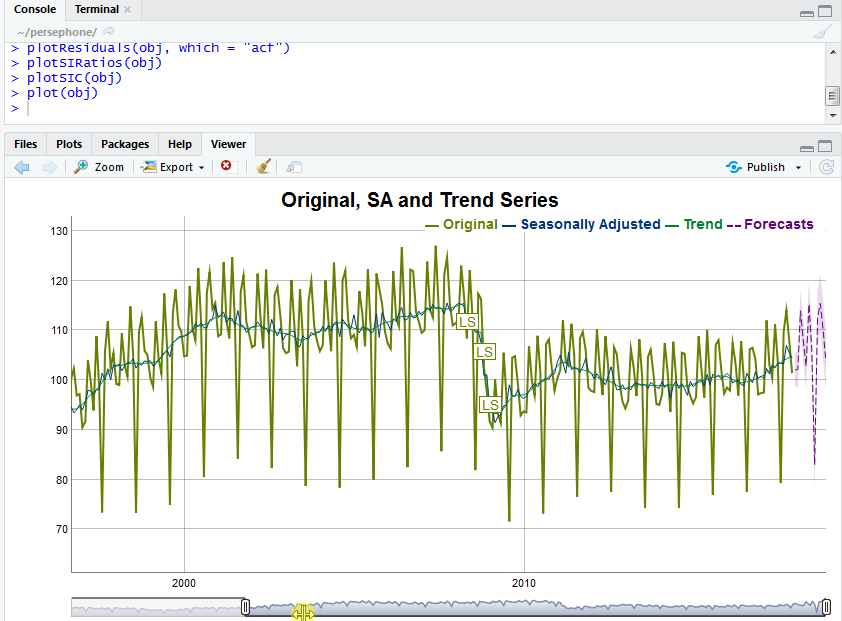 Console Terminal ×
~/persephone/
> plotResiduals(obj, which = "acf")
> plotSIRatios(obj)
> plotSIC(obj)
> plot(obj)
>
Files Plots Packages Help Viewer
Zoom Export Publish
Original, SA and Trend Series
Original Seasonally Adjusted Trend Forecasts
130
120
110
100
90
80
70
LS
LS
LS
2000 2010